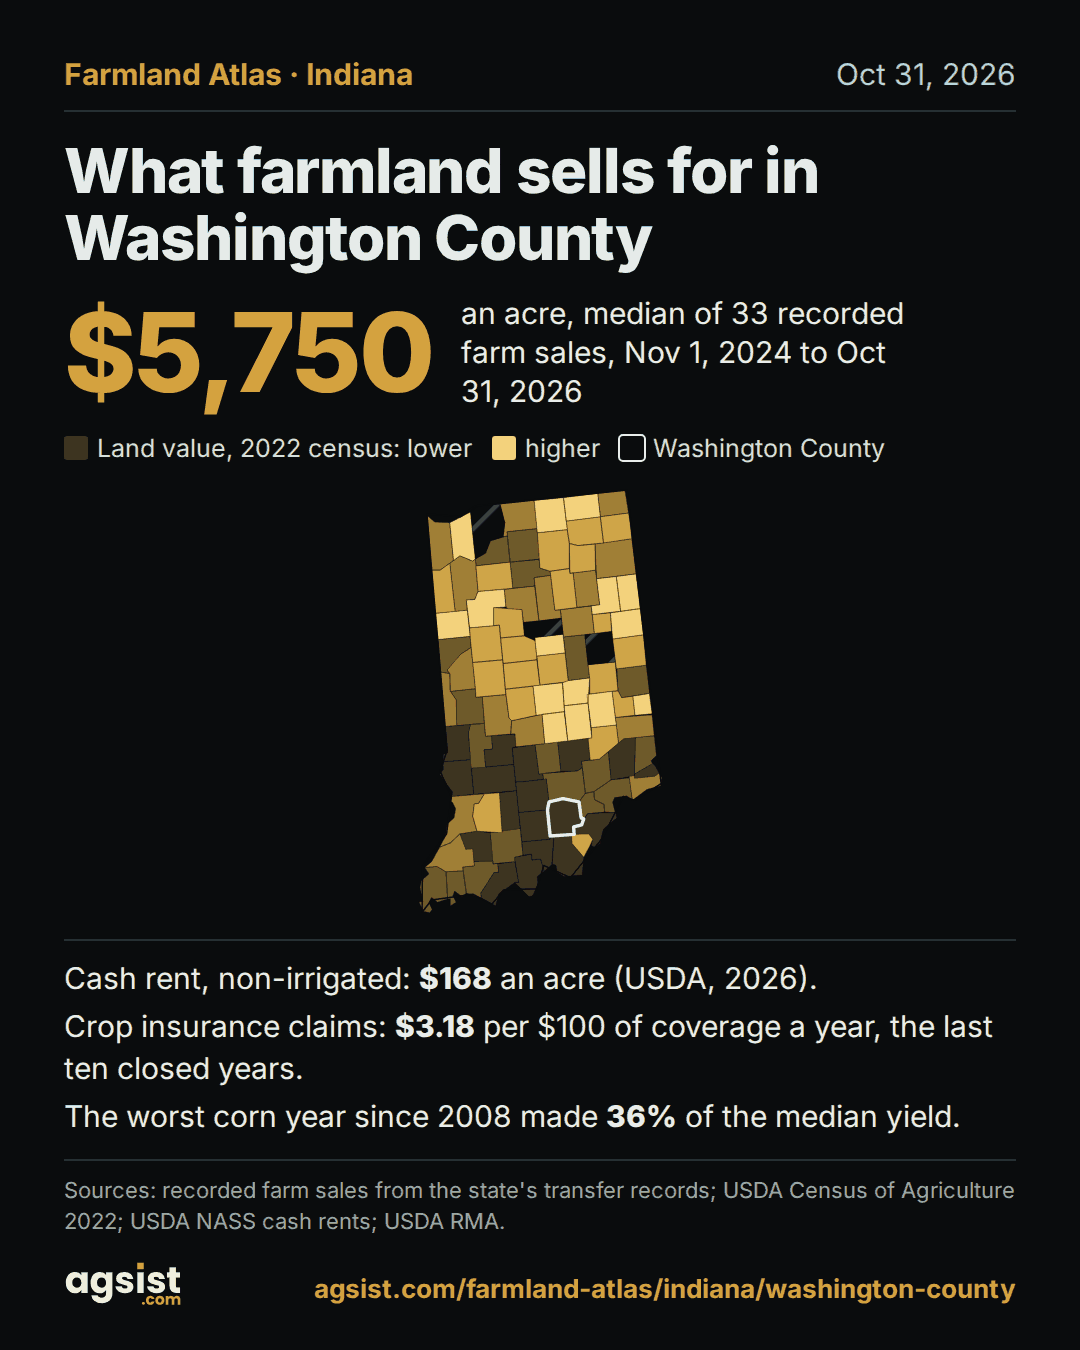 Farmland Atlas · Indiana
Oct 31, 2026
What farmland sells for in
Washington County
$5,750
an acre, median of 33 recorded
farm sales, Nov 1, 2024 to Oct
31, 2026
Land value, 2022 census: lower
higher
Washington County
Cash rent, non-irrigated: $168 an acre (USDA, 2026).
Crop insurance claims: $3.18 per $100 of coverage a year, the last
ten closed years.
The worst corn year since 2008 made 36% of the median yield.
Sources: recorded farm sales from the state's transfer records; USDA Census of Agriculture
2022; USDA NASS cash rents; USDA RMA.
agsist
.com
agsist.com/farmland-atlas/indiana/washington-county